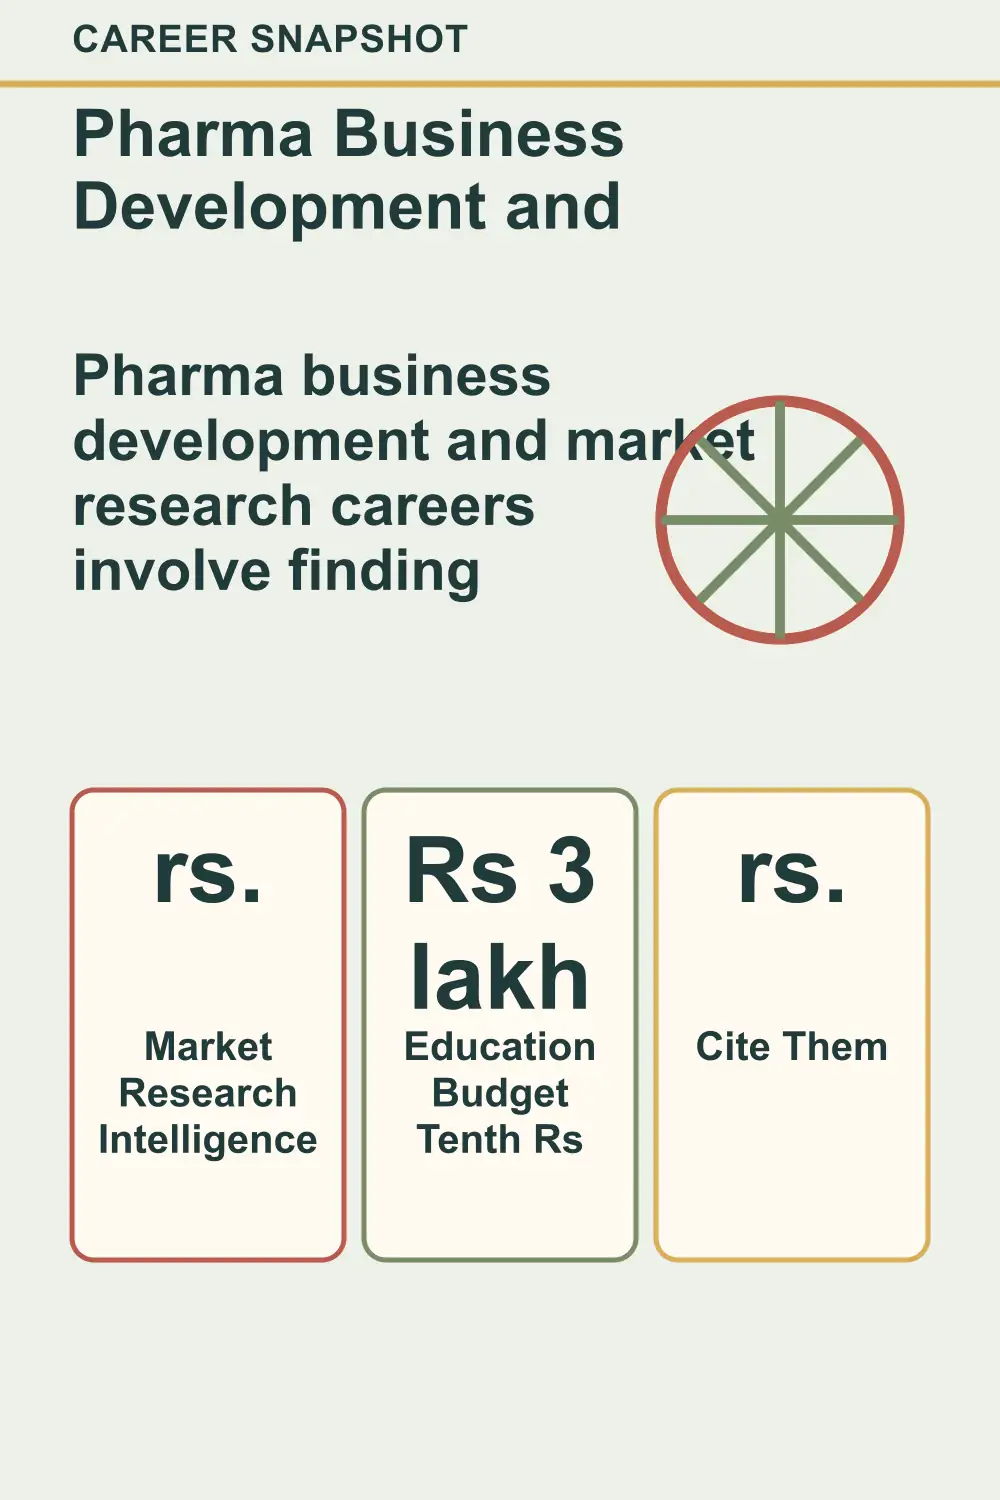 CAREER SNAPSHOT
Pharma Business
Development and
Pharma business
development and market
research careers
involve finding
rs.
Market
Research
Intelligence
Rs 3
lakh
Education
Budget
Tenth Rs
rs.
Cite Them